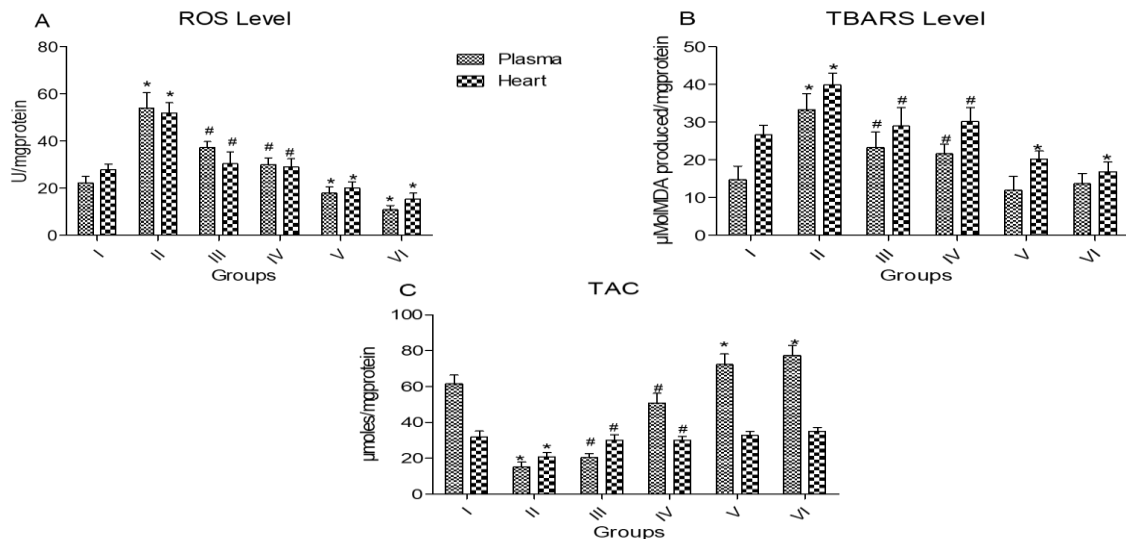 A
ROS Level
80
60
40
20
0
U/mgprotein
* * # # # # * * * *
I II III IV V VI
Groups
Plasma
Heart
B
TBARS Level
50
40
30
20
10
0
µMolMDA produced/mgprotein
* * # # # # * *
I II III IV V VI
Groups
C
TAC
100
80
60
40
20
0
µmoles/mgprotein
* * # # # # * *
I II III IV V VI
Groups